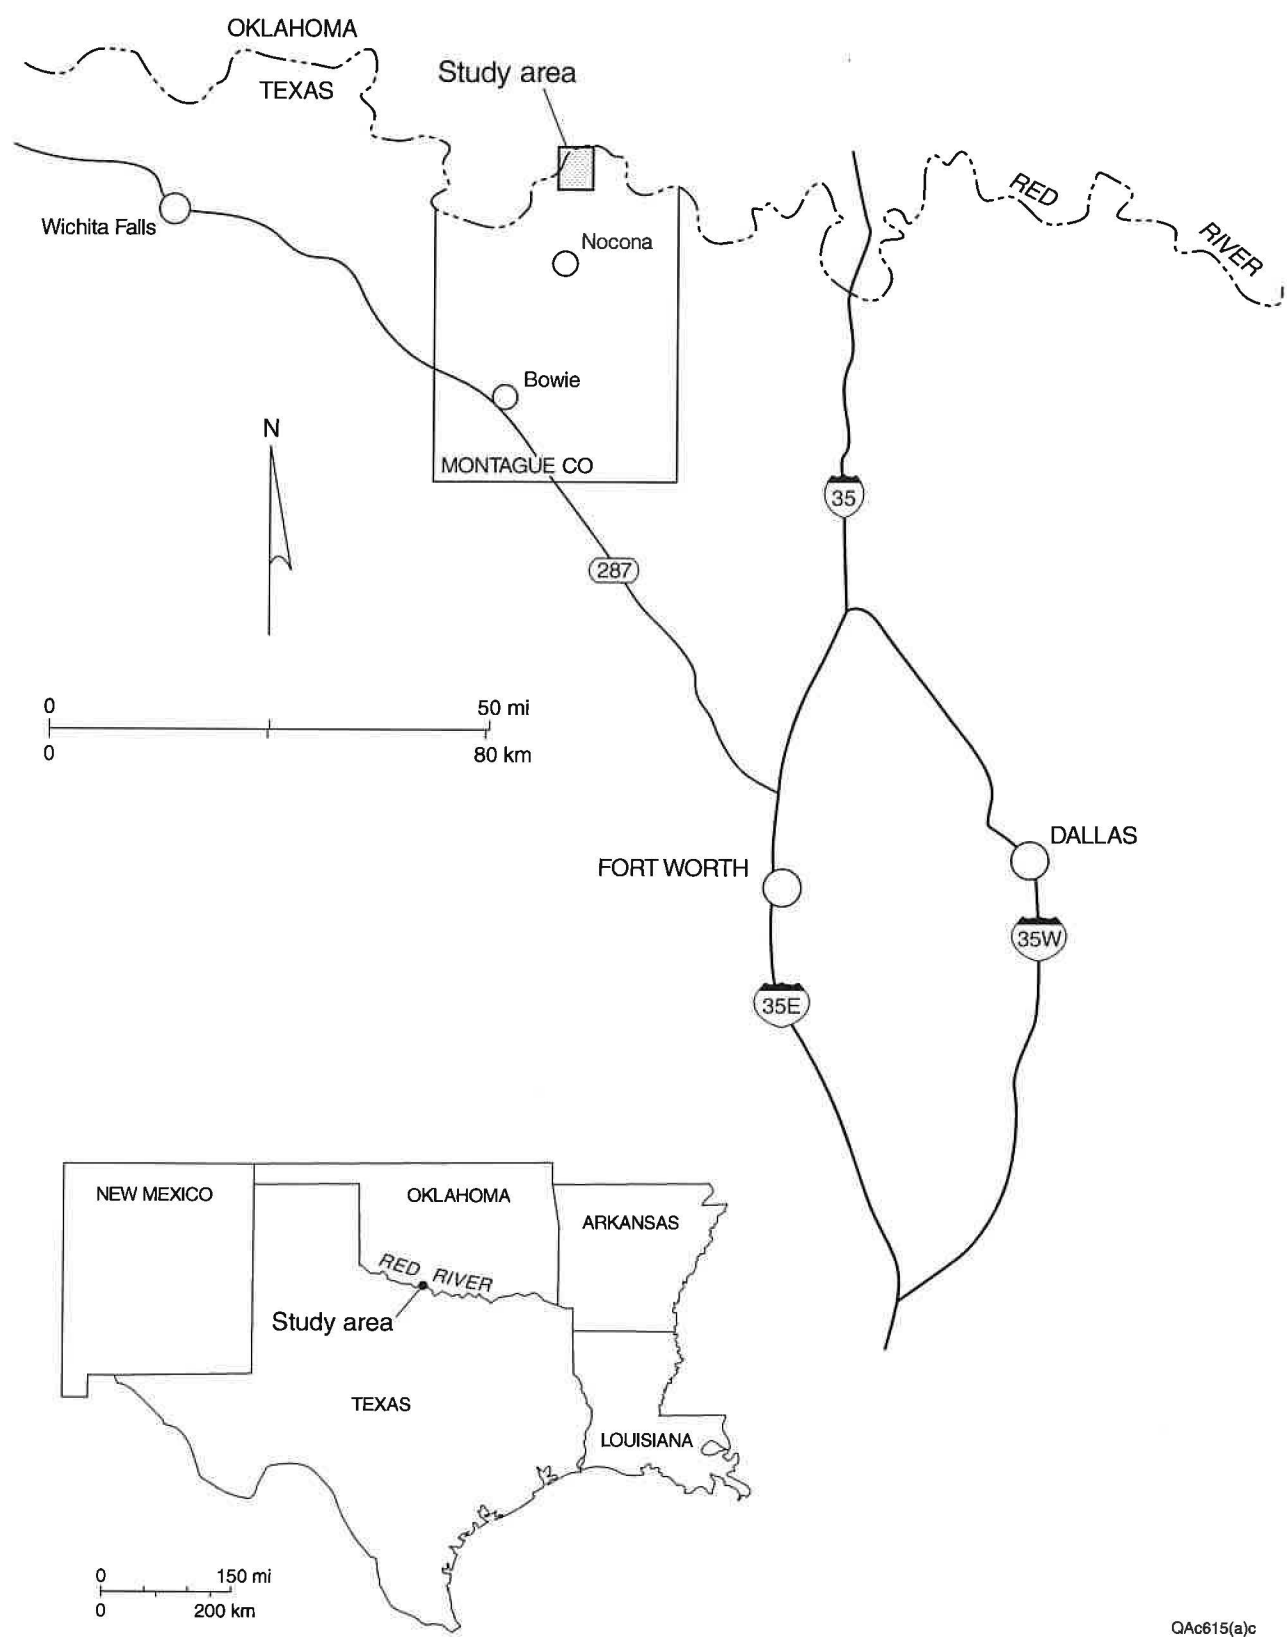 OKLAHOMA
TEXAS
Study area
RED
RIVER
Wichita Falls
Nocona
Bowie
N
MONTAGUE CO
35
287
0
50 mi
0
80 km
DALLAS
FORT WORTH
35W
35E
NEW MEXICO
OKLAHOMA
ARKANSAS
RED RIVER
Study area
TEXAS
LOUISIANA
0
150 mi
0
200 km
QAc615(a)c